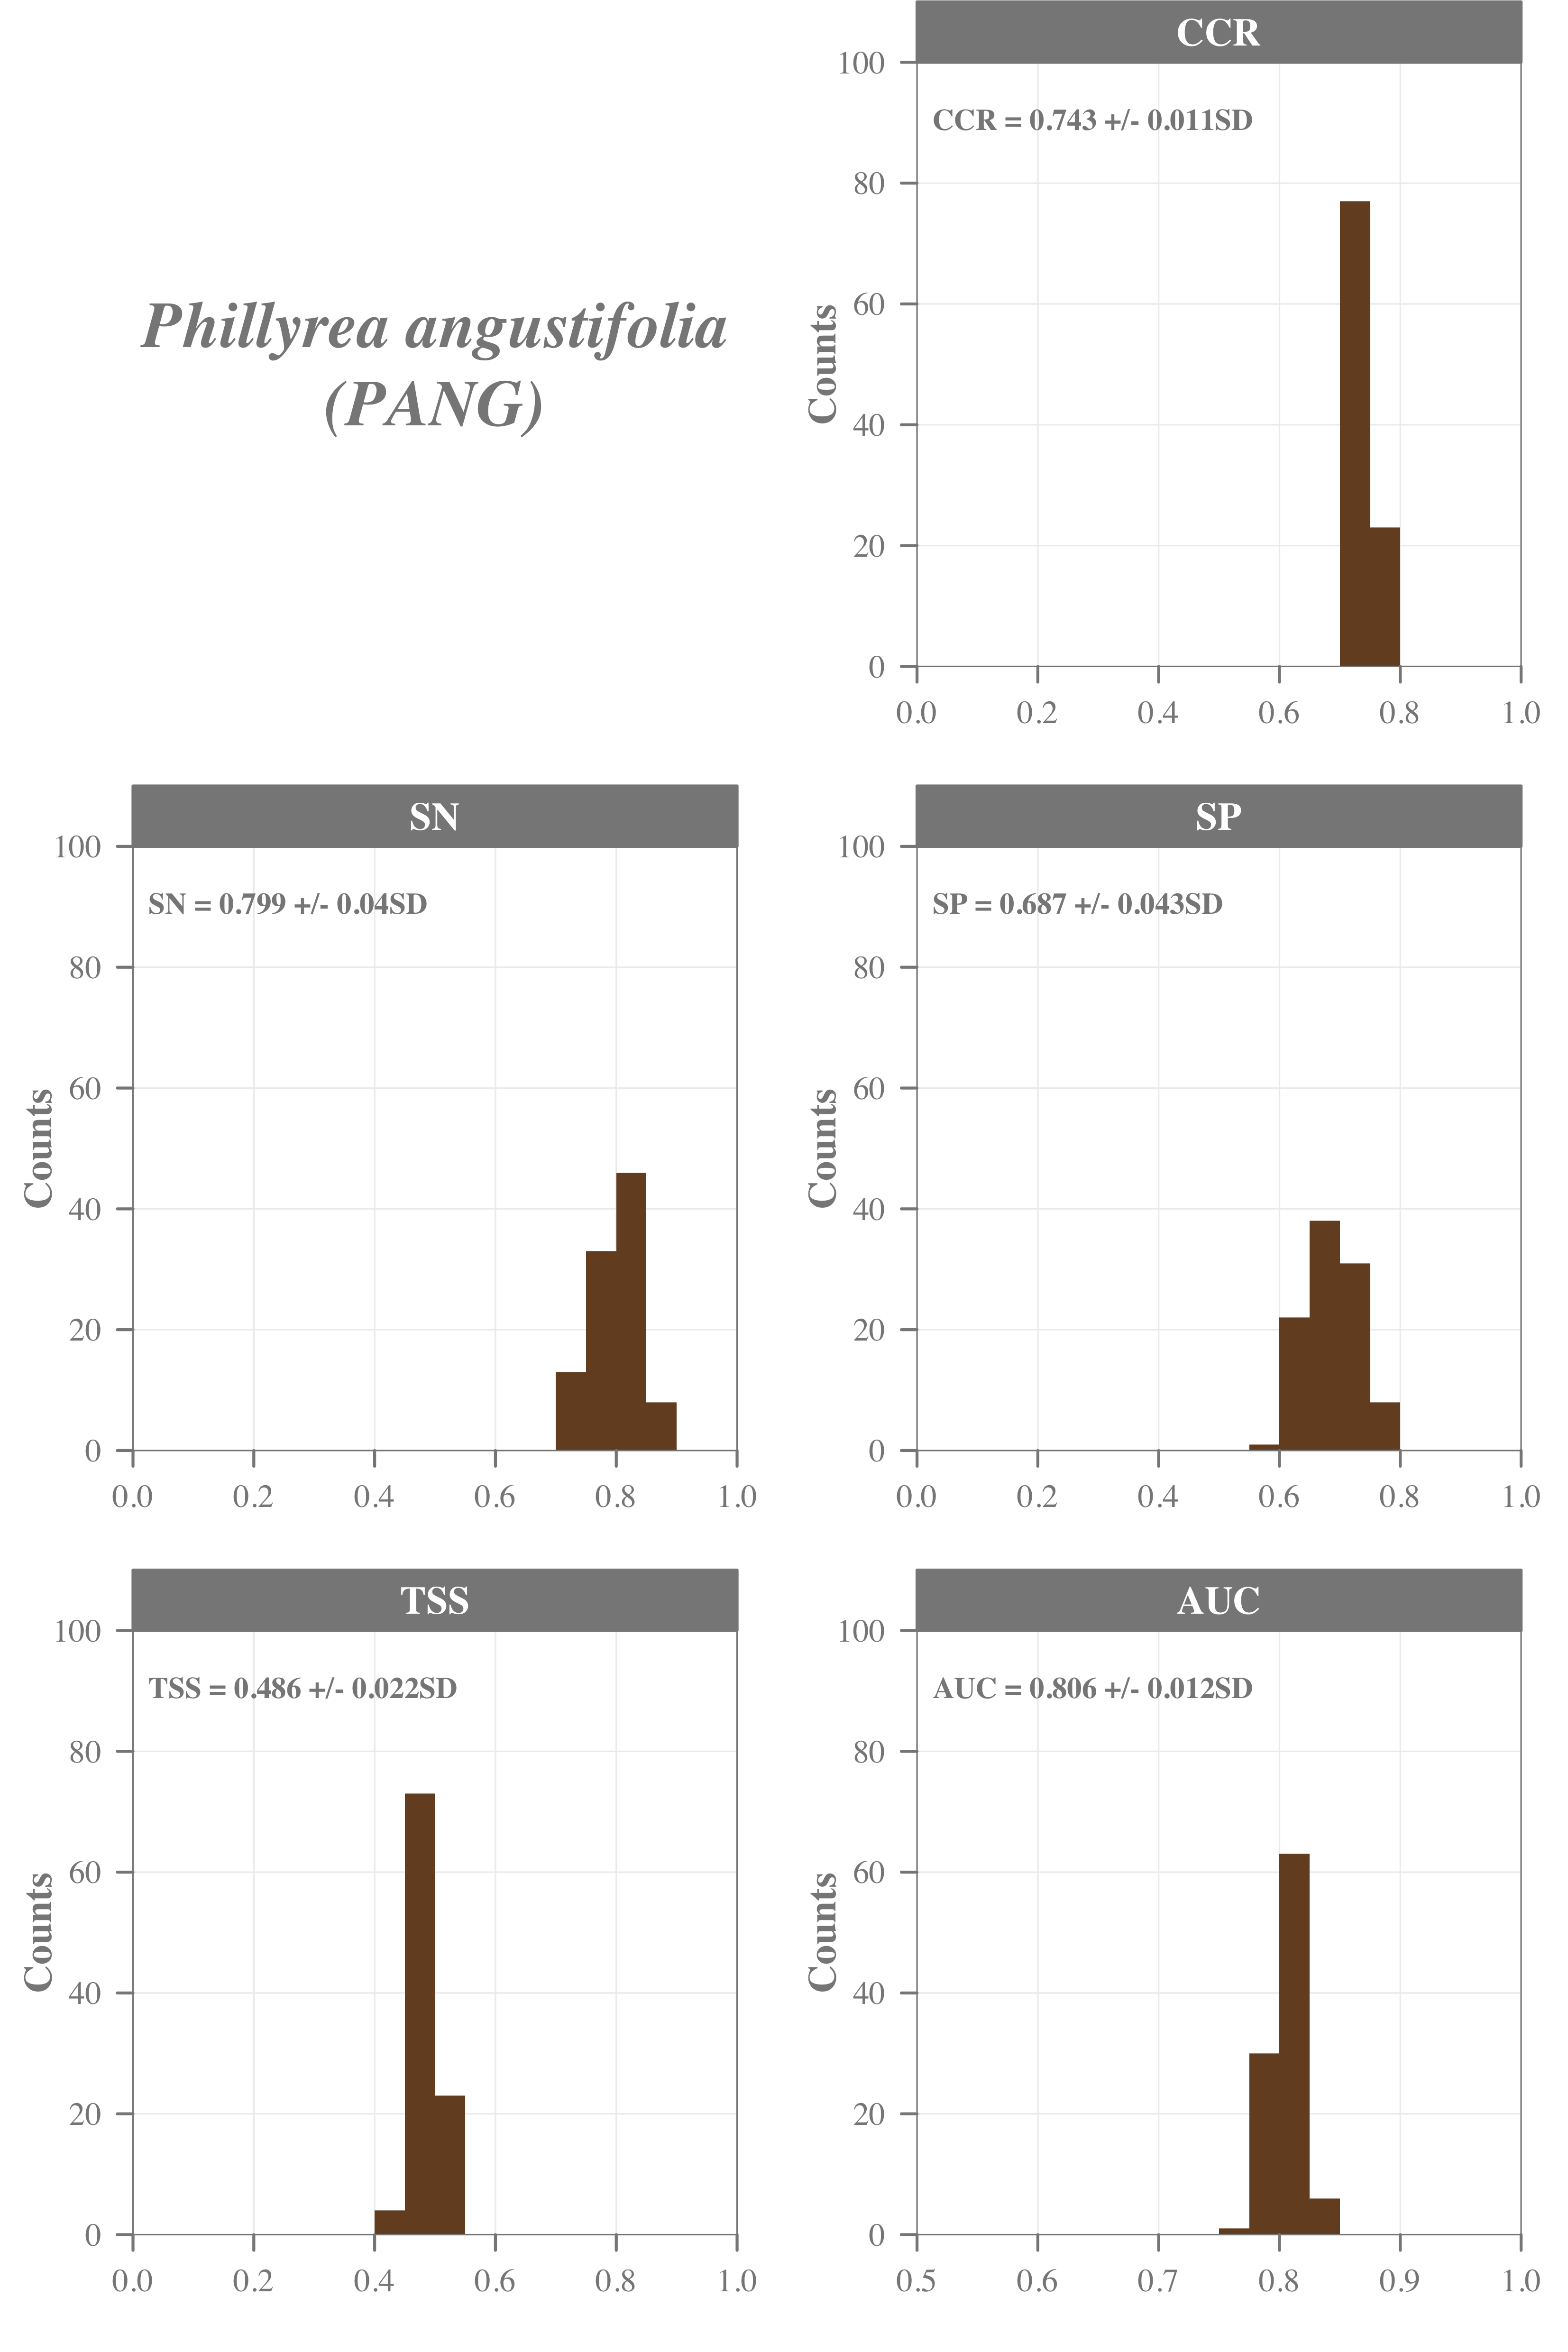 Phillyrea angustifolia
(PANG)
CCR
CCR = 0.743 +/- 0.011SD
Counts
100
80
60
40
20
0
0.0 0.2 0.4 0.6 0.8 1.0
SN
SN = 0.799 +/- 0.04SD
Counts
100
80
60
40
20
0
0.0 0.2 0.4 0.6 0.8 1.0
SP
SP = 0.687 +/- 0.043SD
Counts
100
80
60
40
20
0
0.0 0.2 0.4 0.6 0.8 1.0
TSS
TSS = 0.486 +/- 0.022SD
Counts
100
80
60
40
20
0
0.0 0.2 0.4 0.6 0.8 1.0
AUC
AUC = 0.806 +/- 0.012SD
Counts
100
80
60
40
20
0
0.5 0.6 0.7 0.8 0.9 1.0